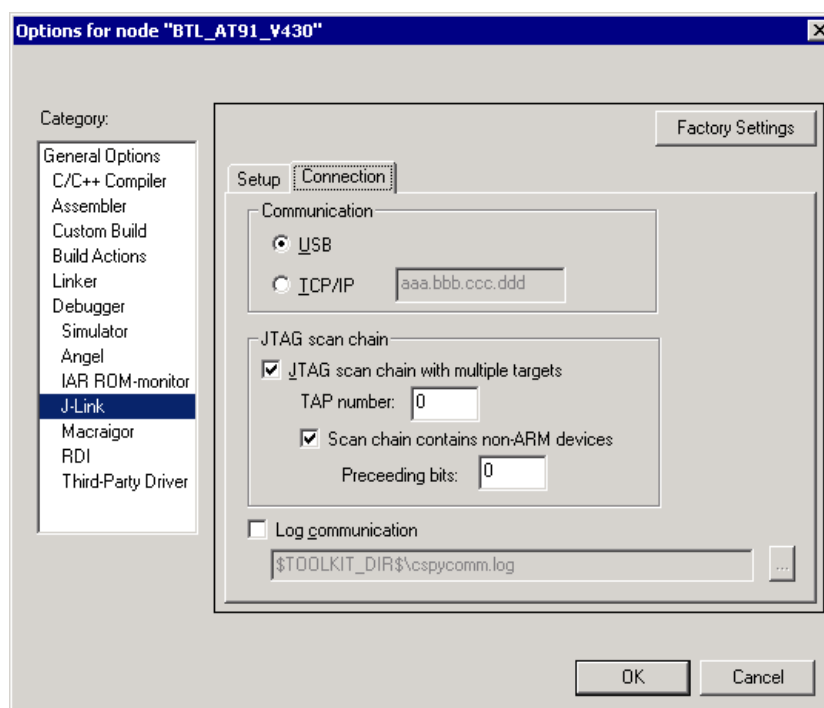 Options for node "BTL_AT91_V430"
Category:
General Options
C/C++ Compiler
Assembler
Custom Build
Build Actions
Linker
Debugger
Simulator
Angel
IAR ROM-monitor
J-Link
Macraigor
RDI
Third-Party Driver
Factory Settings
Setup Connection
Communication
USB
TCP/IP aaa.bbb.ccc.ddd
JTAG scan chain
JTAG scan chain with multiple targets
TAP number: 0
Scan chain contains non-ARM devices
Preceeding bits: 0
Log communication
$TOOLKIT_DIR$\cspycomm.log ...
OK Cancel